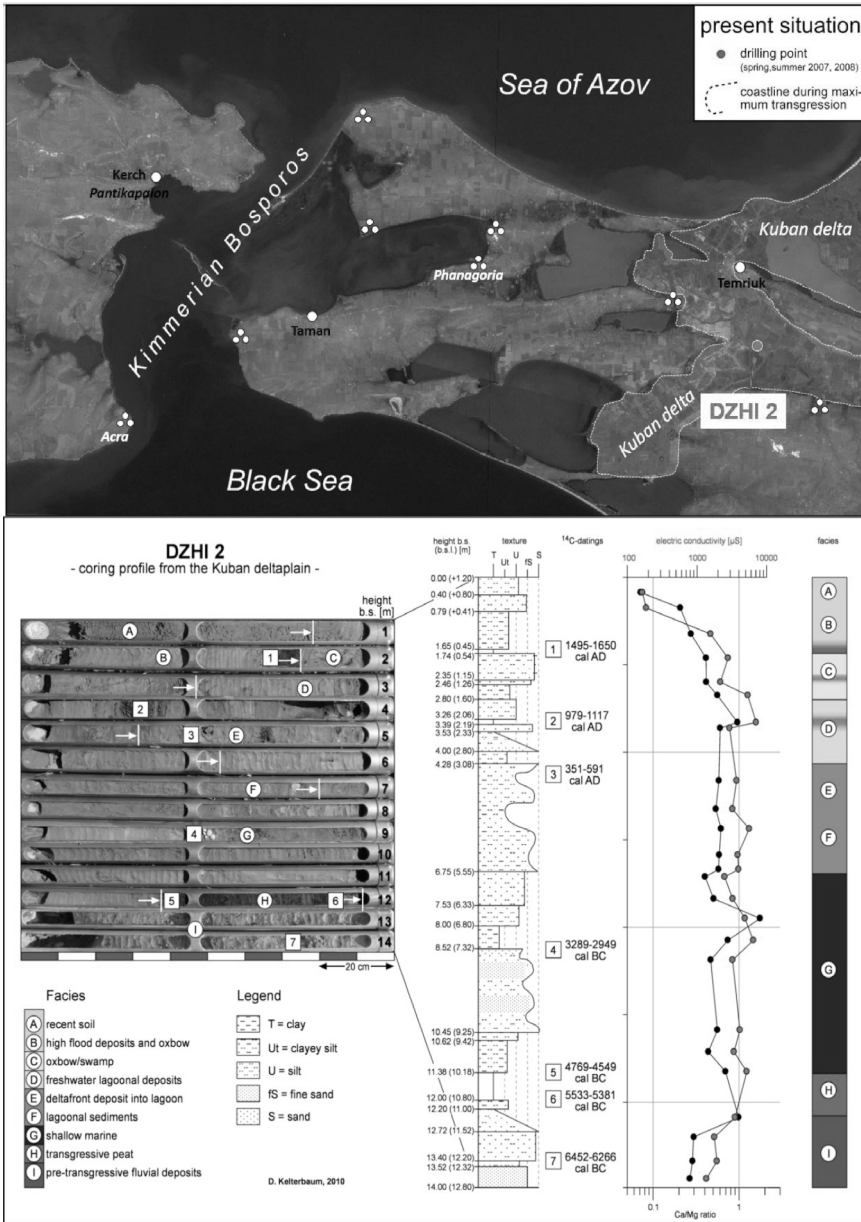 present situation
drilling point
(spring,summer 2007, 2008)
coastline during maxi-
mum transgression
Sea of Azov
Kerch
Pantikapaion
Kimmerian Bosporos
Kuban delta
Phanagoria
Temriuk
Taman
Kuban delta
DZHI 2
Acra
Black Sea
DZHI 2
- coring profile from the Kuban deltaplain -
height
b.s. [m]
A 1
B 1 C 2
D 3
2 4
3 E 5
6
F 7
8
4 G 9
10
11
5 H 6 12
13
I
7 14
20 cm
Facies
A recent soil
B high flood deposits and oxbow
C oxbow/swamp
D freshwater lagoonal deposits
E deltafront deposit into lagoon
F lagoonal sediments
G shallow marine
H transgressive peat
I pre-transgressive fluvial deposits
Legend
T = clay
Ut = clayey silt
U = silt
fS = fine sand
S = sand
D. Kelterbaum, 2010
height b.s.
(b.s.l.) [m]
texture
T U S
Ut fS
0.00 (+1.20)
0.40 (+0.80)
0.79 (+0.41)
1.65 (0.45)
1.74 (0.54)
2.35 (1.15)
2.46 (1.26)
2.80 (1.60)
3.26 (2.06)
3.39 (2.19)
3.53 (2.33)
4.00 (2.80)
4.28 (3.08)
6.75 (5.55)
7.53 (6.33)
8.00 (6.80)
8.52 (7.32)
10.45 (9.25)
10.62 (9.42)
11.38 (10.18)
12.00 (10.80)
12.20 (11.00)
12.72 (11.52)
13.40 (12.20)
13.52 (12.32)
14.00 (12.80)
14C-datings
1 1495-1650
cal AD
2 979-1117
cal AD
3 351-591
cal AD
4 3289-2949
cal BC
5 4769-4549
cal BC
6 5533-5381
cal BC
7 6452-6266
cal BC
electric conductivity [µS]
100 1000 10000
0.1 1
Ca/Mg ratio
facies
A
B
C
D
E
F
G
H
I